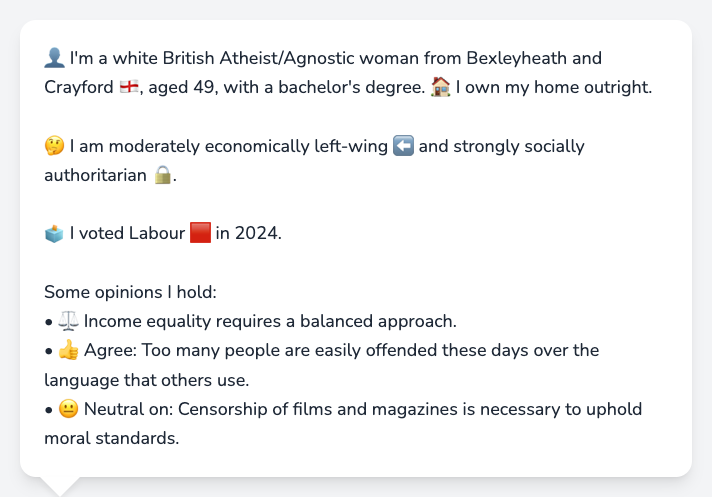 👤 I'm a white British Atheist/Agnostic woman from Bexleyheath and
Crayford 🏴󠁧󠁢󠁥󠁮󠁧󠁿, aged 49, with a bachelor's degree. 🏠 I own my home outright.
🤔 I am moderately economically left-wing ⬅️ and strongly socially
authoritarian 🔒.
🗳️ I voted Labour 🟥 in 2024.
Some opinions I hold:
• ⚖️ Income equality requires a balanced approach.
• 👍 Agree: Too many people are easily offended these days over the
language that others use.
• 😐 Neutral on: Censorship of films and magazines is necessary to uphold
moral standards.